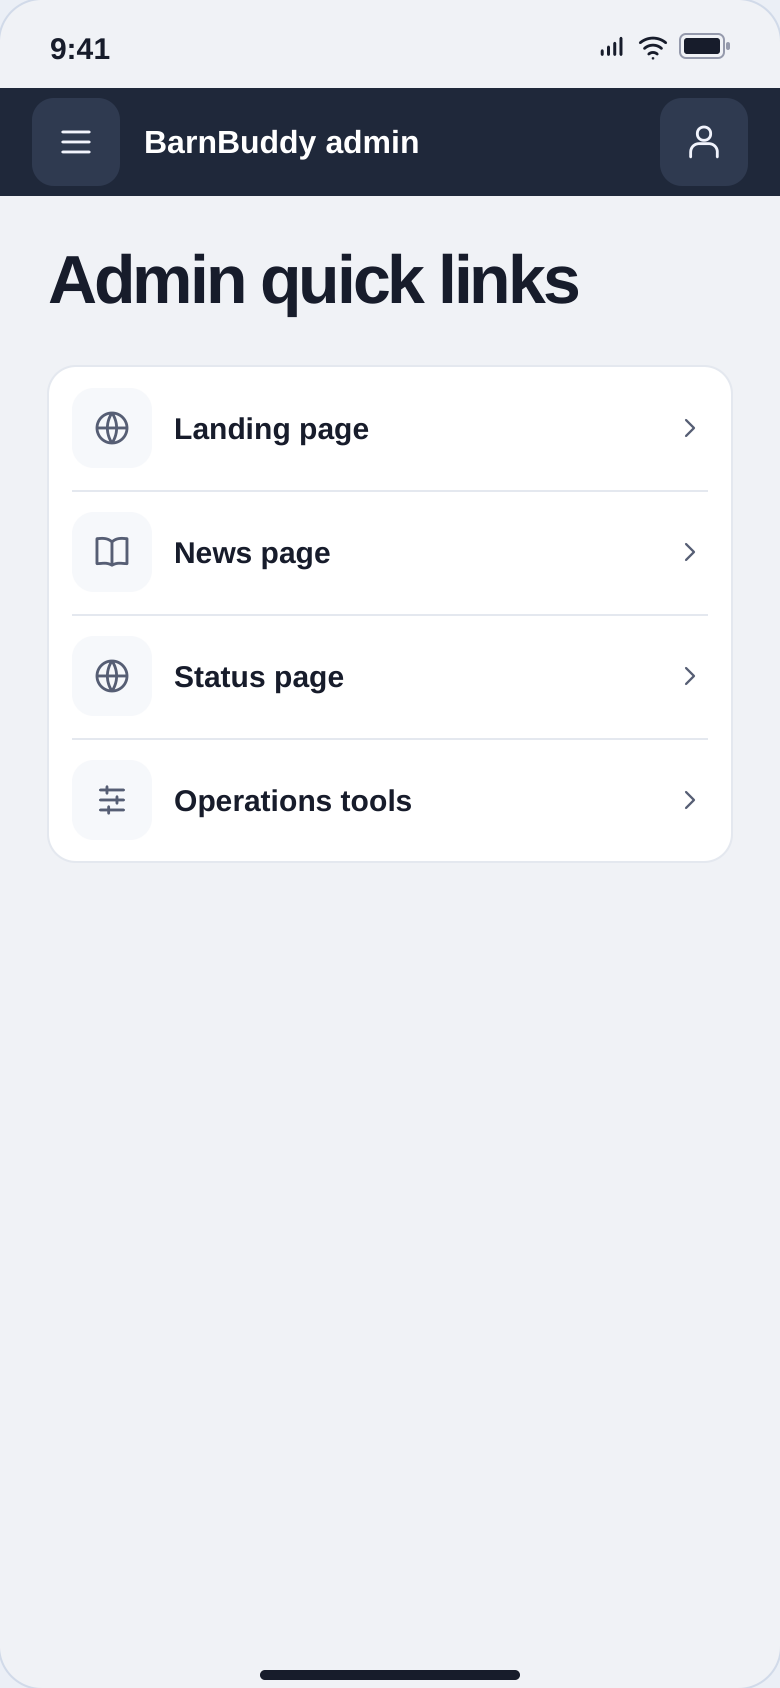 9:41
BarnBuddy admin
Admin quick links
Landing page
News page
Status page
Operations tools